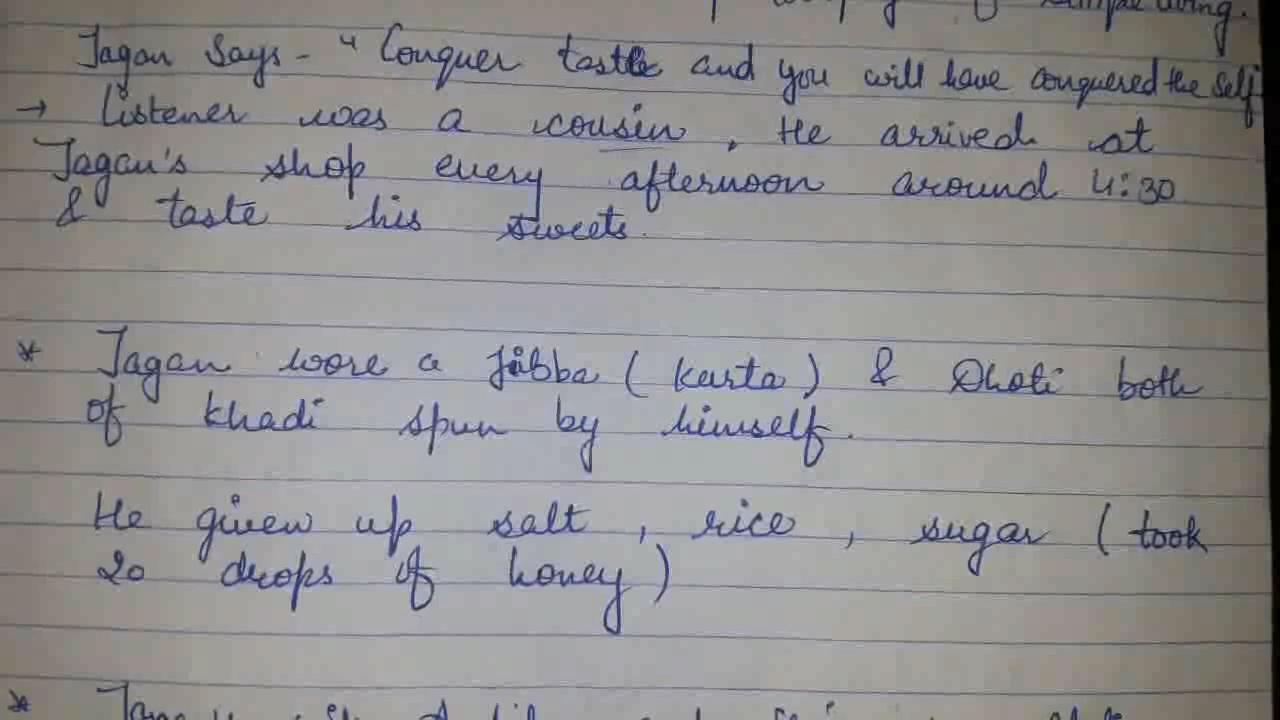 simple living.
Jagan Says - "Conquer taste and you will have conquered the self
→ Listener was a cousin, He arrived at
Jagan's shop every afternoon around 4:30
& taste his sweets.
* Jagan wore a Jibba (Kurta) & Dhoti both
of khadi spun by himself.
He given up salt, rice, sugar (took
20 drops of honey)
*